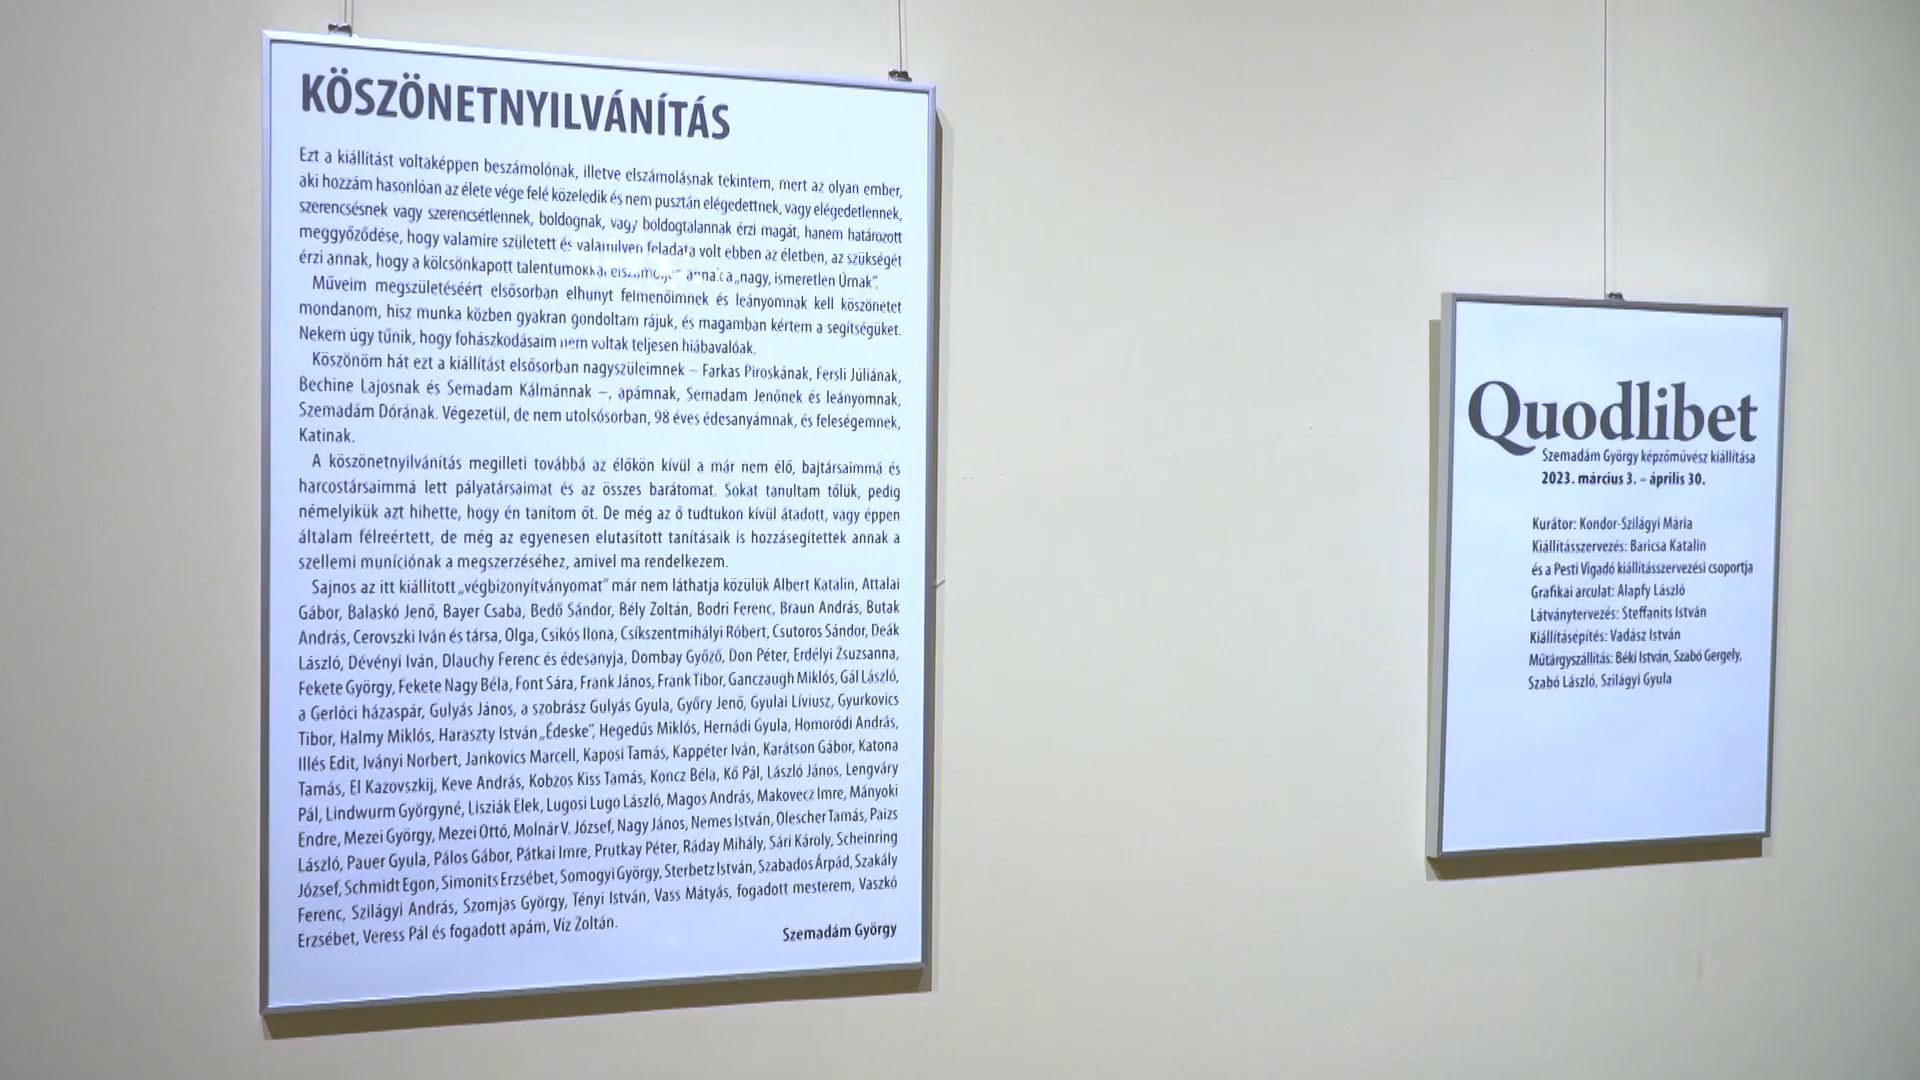 KÖSZÖNETNYILVÁNÍTÁS
Ezt a kiállítást voltaképpen beszámolónak, illetve elszámolásnak tekintem, mert az olyan ember,
aki hozzám hasonlóan az élete vége felé közeledik és nem pusztán elégedettnek, vagy elégedetlennek,
szerencsésnek vagy szerencsétlennek, boldognak, vagy boldogtalannak érzi magát, hanem határozott
meggyőződése, hogy valamire született és valamilyen feladata volt ebben az életben, az szükségét
érzi annak, hogy a kölcsönkapott talentumokkal elszámoljon annak a „nagy, ismeretlen Úrnak”.
Műveim megszületéséért elsősorban elhunyt felmenőimnek és leányomnak kell köszönetet
mondanom, hisz munka közben gyakran gondoltam rájuk, és magamban kértem a segítségüket.
Nekem úgy tűnik, hogy fohászkodásaim nem voltak teljesen hiábavalóak.
Köszönöm hát ezt a kiállítást elsősorban nagyszüleimnek – Farkas Piroskának, Fersli Júliának,
Bechine Lajosnak és Semadam Kálmánnak –, apámnak, Semadam Jenőnek és leányomnak,
Szemadám Dórának. Végezetül, de nem utolsósorban, 98 éves édesanyámnak, és feleségemnek,
Katinak.
A köszönetnyilvánítás megilleti továbbá az élőkön kívül a már nem élő, bajtársaimmá és
harcostársaimmá lett pályatársaimat és az összes barátomat. Sokat tanultam tőlük, pedig
némelyikük azt hihette, hogy én tanítom őt. De még az ő tudtukon kívül átadott, vagy éppen
általam félreértett, de még az egyenesen elutasított tanításaik is hozzásegítettek annak a
szellemi muníciónak a megszerzéséhez, amivel ma rendelkezem.
Sajnos az itt kiállított „végbizonyítványomat” már nem láthatja közülük Albert Katalin, Attalai
Gábor, Balaskó Jenő, Bayer Csaba, Bedő Sándor, Bély Zoltán, Bodri Ferenc, Braun András, Butak
András, Cerovszki Iván és társa, Olga, Csikós Ilona, Csíkszentmihályi Róbert, Csutoros Sándor, Deák
László, Dévényi Iván, Dlauchy Ferenc és édesanyja, Dombay Győző, Don Péter, Erdélyi Zsuzsanna,
Fekete György, Fekete Nagy Béla, Font Sára, Frank János, Frank Tibor, Ganczaugh Miklós, Gál László,
a Gerlóci házaspár, Gulyás János, a szobrász Gulyás Gyula, Győry Jenő, Gyulai Líviusz, Gyurkovics
Tibor, Halmy Miklós, Haraszty István „Édeske”, Hegedűs Miklós, Hernádi Gyula, Homoródi András,
Illés Edit, Iványi Norbert, Jankovics Marcell, Kaposi Tamás, Kappéter Iván, Karátson Gábor, Katona
Tamás, El Kazovszkij, Keve András, Kobzos Kiss Tamás, Koncz Béla, Kő Pál, László János, Lengváry
Pál, Lindwurm Györgyné, Lisziák Elek, Lugosi Lugo László, Magos András, Makovecz Imre, Mányoki
Endre, Mezei György, Mezei Ottó, Molnár V. József, Nagy János, Nemes István, Olescher Tamás, Paizs
László, Pauer Gyula, Pálos Gábor, Pátkai Imre, Prutkay Péter, Ráday Mihály, Sári Károly, Scheinring
József, Schmidt Egon, Simonits Erzsébet, Somogyi György, Sterbetz István, Szabados Árpád, Szakály
Ferenc, Szilágyi András, Szomjas György, Tényi István, Vass Mátyás, fogadott mesterem, Vaszkó
Erzsébet, Veress Pál és fogadott apám, Víz Zoltán.
Szemadám György
Quodlibet
Szemadám György képzőművész kiállítása
2023. március 3. – április 30.
Kurátor: Kondor-Szilágyi Mária
Kiállításszervezés: Baricsa Katalin
és a Pesti Vigadó kiállításszervezési csoportja
Grafikai arculat: Alapfy László
Látványtervezés: Steffanits István
Kiállításépítés: Vadász István
Műtárgyszállítás: Béki István, Szabó Gergely,
Szabó László, Szilágyi Gyula